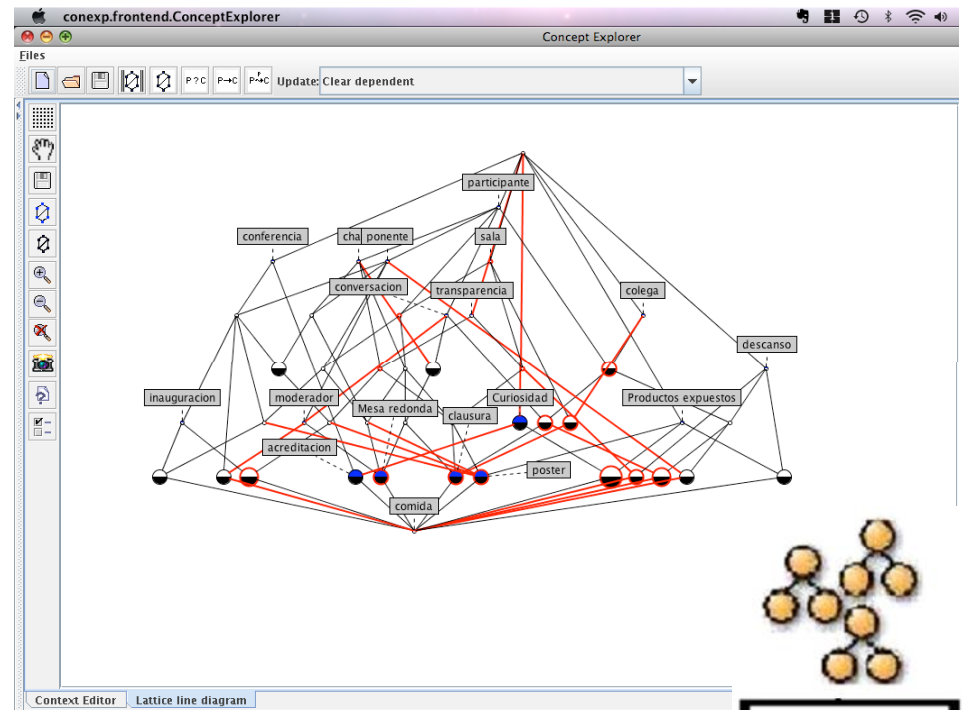 conexp.frontend.ConceptExplorer
Concept Explorer
Files
P?C P→C Update: Clear dependent
participante
conferencia
cha
ponente
sala
conversacion
transparencia
colega
descanso
inauguracion
moderador
Mesa redonda
Curiosidad
clausura
Productos expuestos
acreditacion
poster
comida
Context Editor
Lattice line diagram